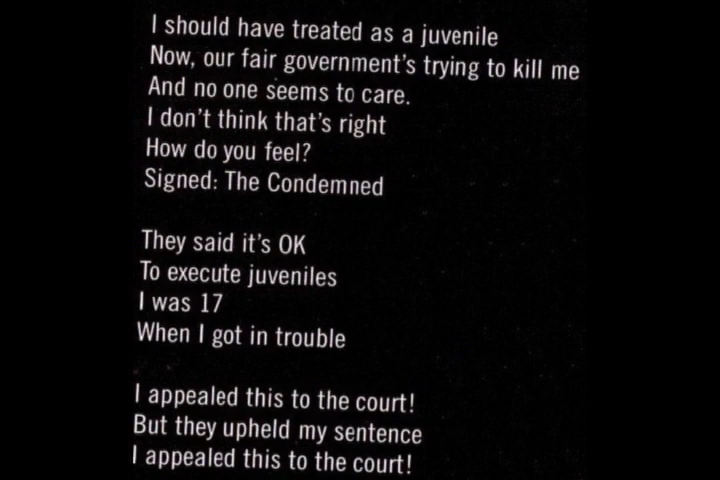 I should have treated as a juvenile
Now, our fair government's trying to kill me
And no one seems to care.
I don't think that's right
How do you feel?
Signed: The Condemned
They said it's OK
To execute juveniles
I was 17
When I got in trouble
I appealed this to the court!
But they upheld my sentence
I appealed this to the court!